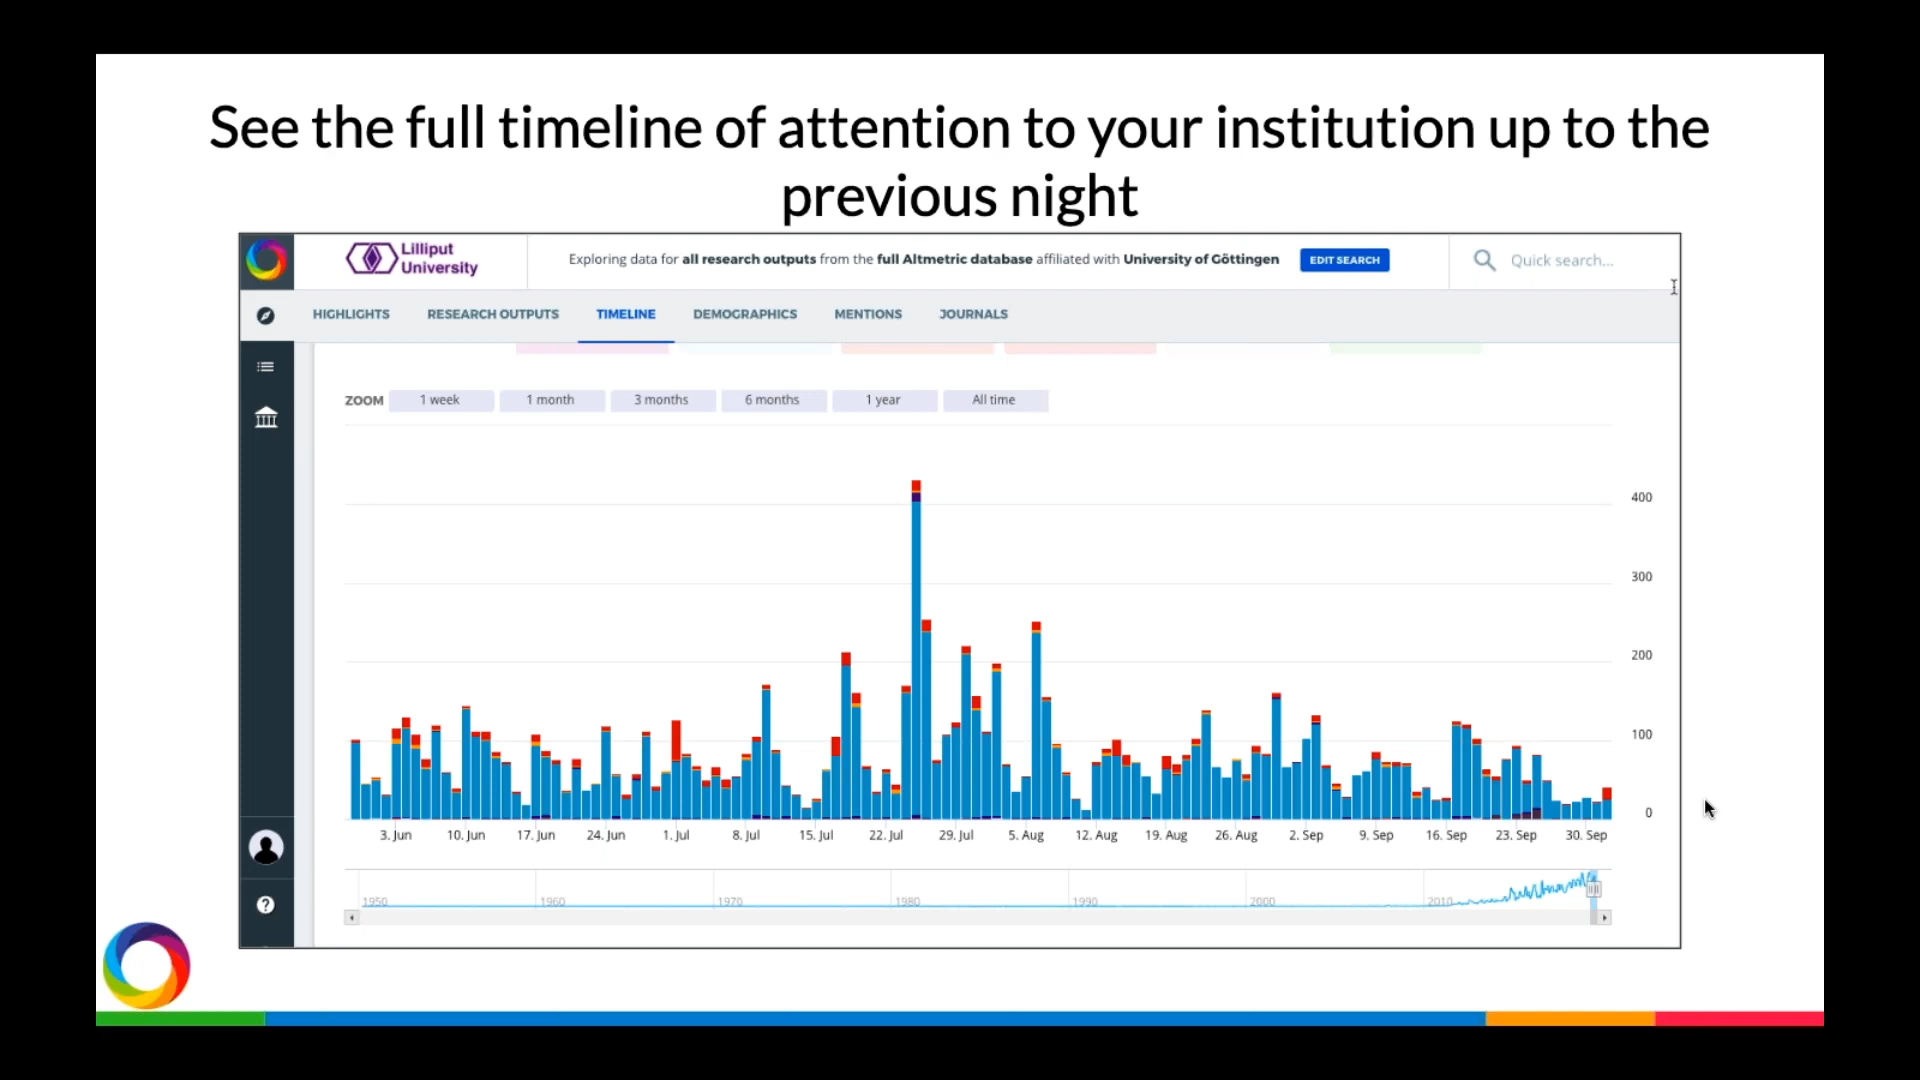 See the full timeline of attention to your institution up to the
previous night
Lilliput
University
Exploring data for all research outputs from the full Altmetric database affiliated with University of Göttingen
EDIT SEARCH
Quick search...
HIGHLIGHTS
RESEARCH OUTPUTS
TIMELINE
DEMOGRAPHICS
MENTIONS
JOURNALS
ZOOM
1 week
1 month
3 months
6 months
1 year
All time
400
300
200
100
0
3. Jun
10. Jun
17. Jun
24. Jun
1. Jul
8. Jul
15. Jul
22. Jul
29. Jul
5. Aug
12. Aug
19. Aug
26. Aug
2. Sep
9. Sep
16. Sep
23. Sep
30. Sep
1950
1960
1970
1980
1990
2000
2010
?